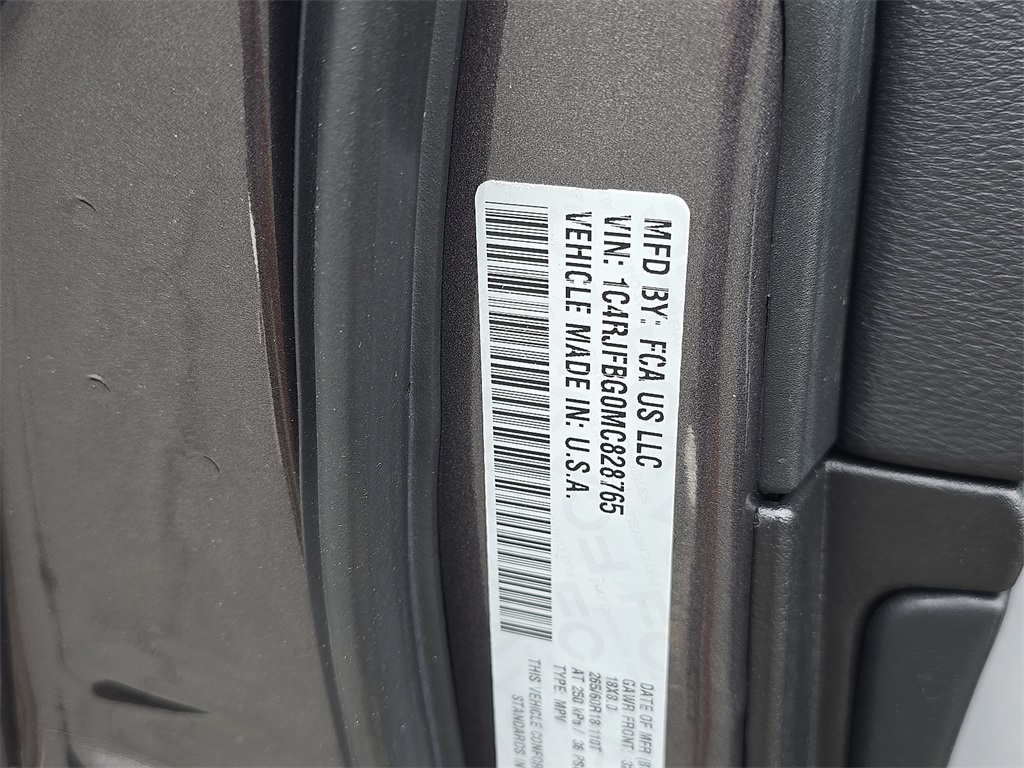 MFD BY: FCA US LLC
VIN: 1C4RJFBG0MC828765
VEHICLE MADE IN: U.S.A.
DATE OF MFR
GAWR FRONT:
18X8.0
265/60R18 110T
AT 250 kPa / 36 PSI
TYPE: MPV
THIS VEHICLE CONFOR
STANDARDS IN